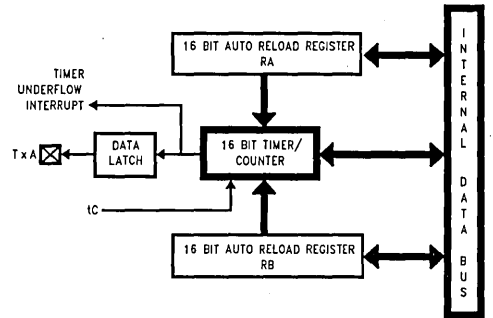 16 BIT AUTO RELOAD REGISTER
RA
TIMER
UNDERFLOW
INTERRUPT
TxA
DATA
LATCH
16 BIT TIMER/
COUNTER
tC
16 BIT AUTO RELOAD REGISTER
RB
INTERNAL DATA BUS